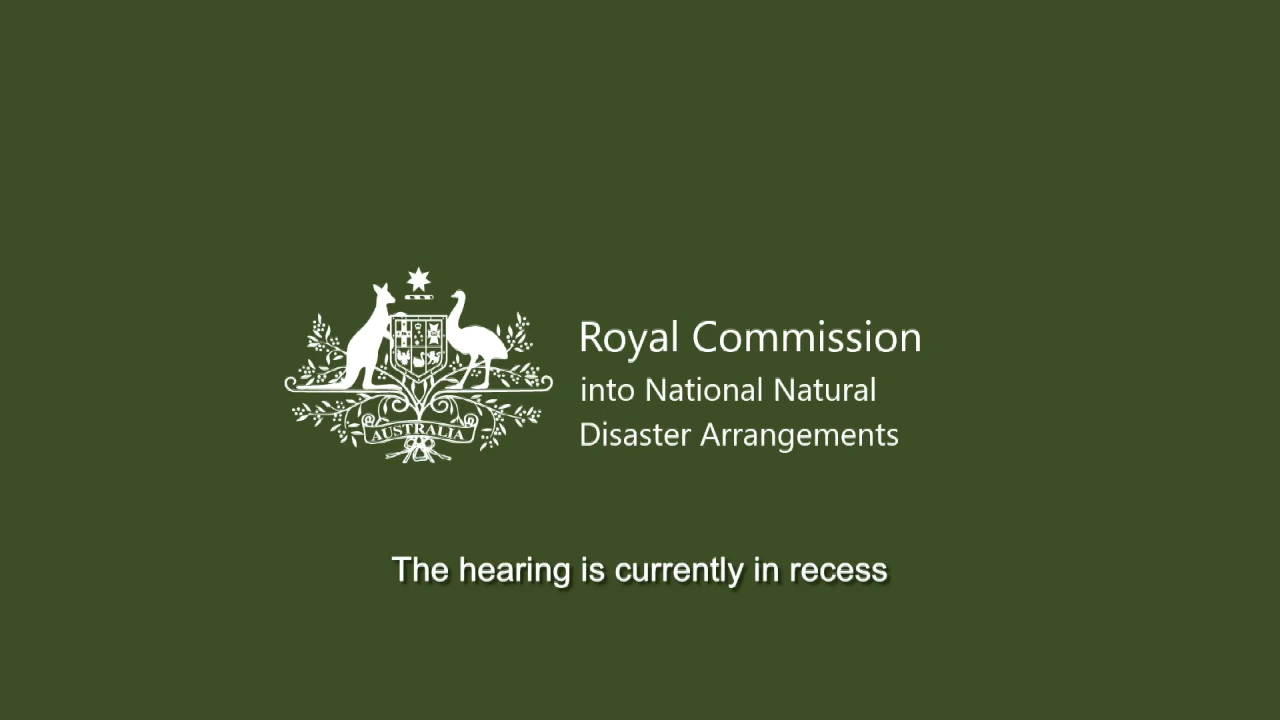 AUSTRALIA
Royal Commission
into National Natural
Disaster Arrangements
The hearing is currently in recess